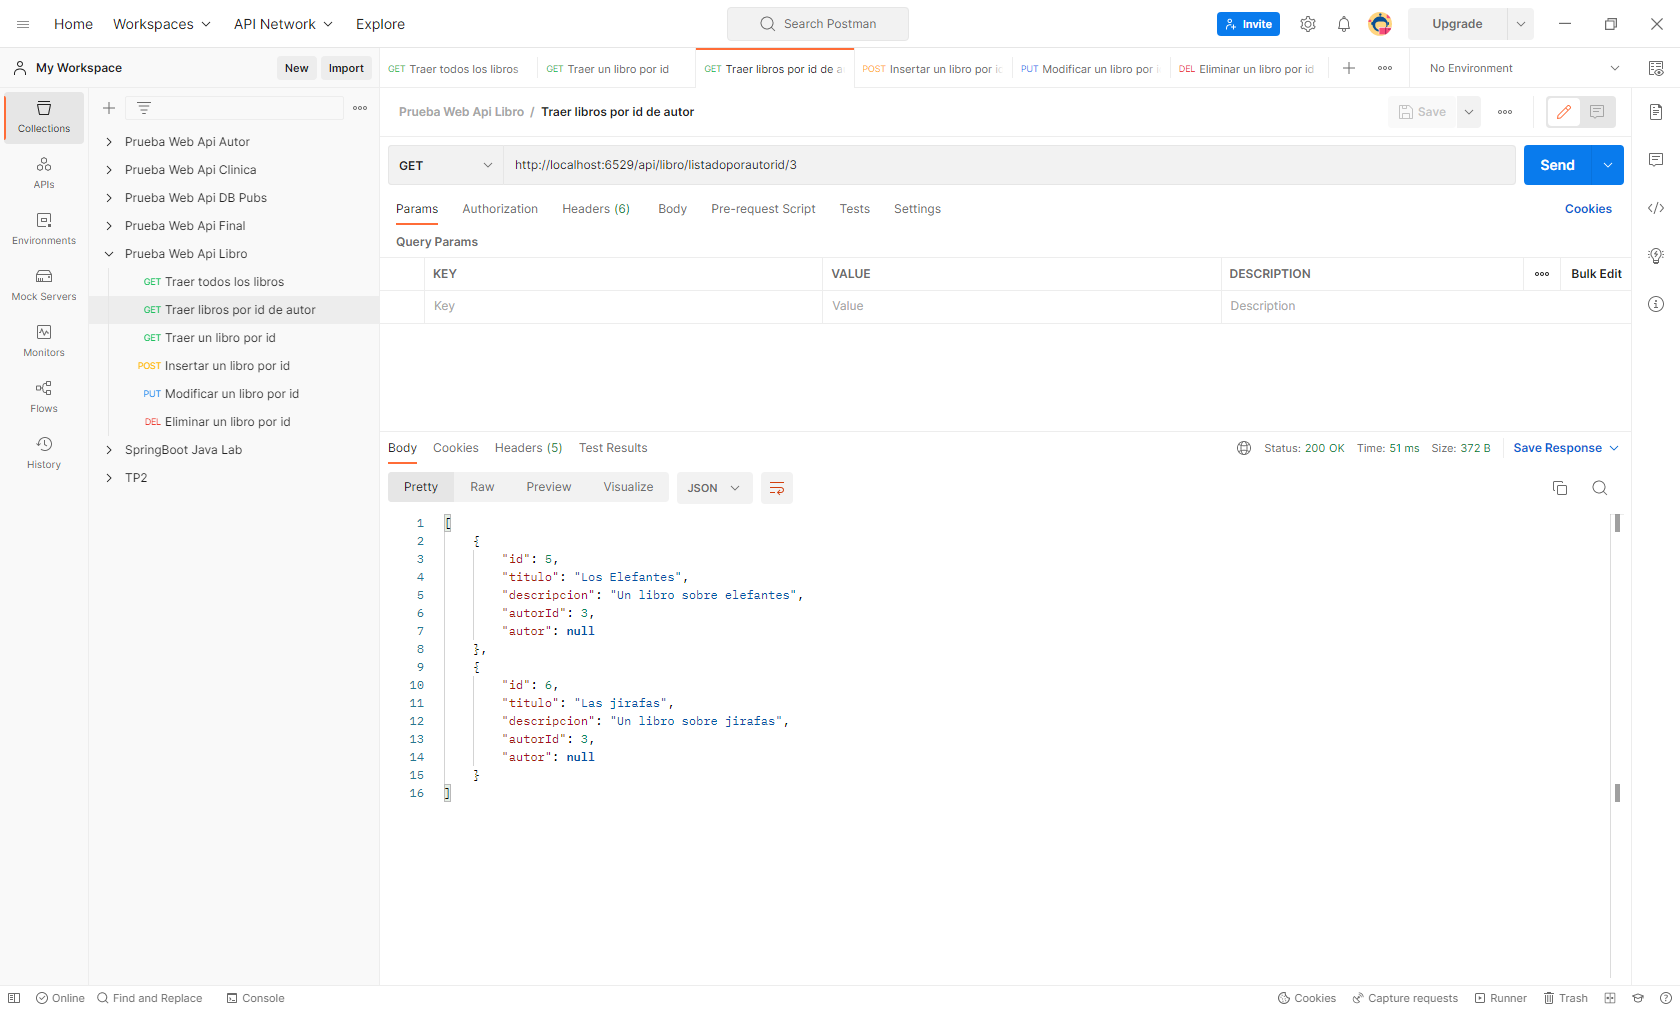 Home Workspaces API Network Explore Search Postman Invite Upgrade
My Workspace New Import
GET Traer todos los libros GET Traer un libro por id GET Traer libros por id de a POST Insertar un libro por ic PUT Modificar un libro por DEL Eliminar un libro por id No Environment
Collections
APIs
Environments
Mock Servers
Monitors
Flows
History
Prueba Web Api Autor
Prueba Web Api Clinica
Prueba Web Api DB Pubs
Prueba Web Api Final
Prueba Web Api Libro
GET Traer todos los libros
GET Traer libros por id de autor
GET Traer un libro por id
POST Insertar un libro por id
PUT Modificar un libro por id
DEL Eliminar un libro por id
SpringBoot Java Lab
TP2
Prueba Web Api Libro / Traer libros por id de autor Save
GET http://localhost:6529/api/libro/listadoporautorid/3 Send
Params Authorization Headers (6) Body Pre-request Script Tests Settings Cookies
Query Params
KEY VALUE DESCRIPTION Bulk Edit
Key Value Description
Body Cookies Headers (5) Test Results Status: 200 OK Time: 51 ms Size: 372 B Save Response
Pretty Raw Preview Visualize JSON
1 [
2 {
3 "id": 5,
4 "titulo": "Los Elefantes",
5 "descripcion": "Un libro sobre elefantes",
6 "autorId": 3,
7 "autor": null
8 },
9 {
10 "id": 6,
11 "titulo": "Las jirafas",
12 "descripcion": "Un libro sobre jirafas",
13 "autorId": 3,
14 "autor": null
15 }
16 ]
Online Find and Replace Console Cookies Capture requests Runner Trash